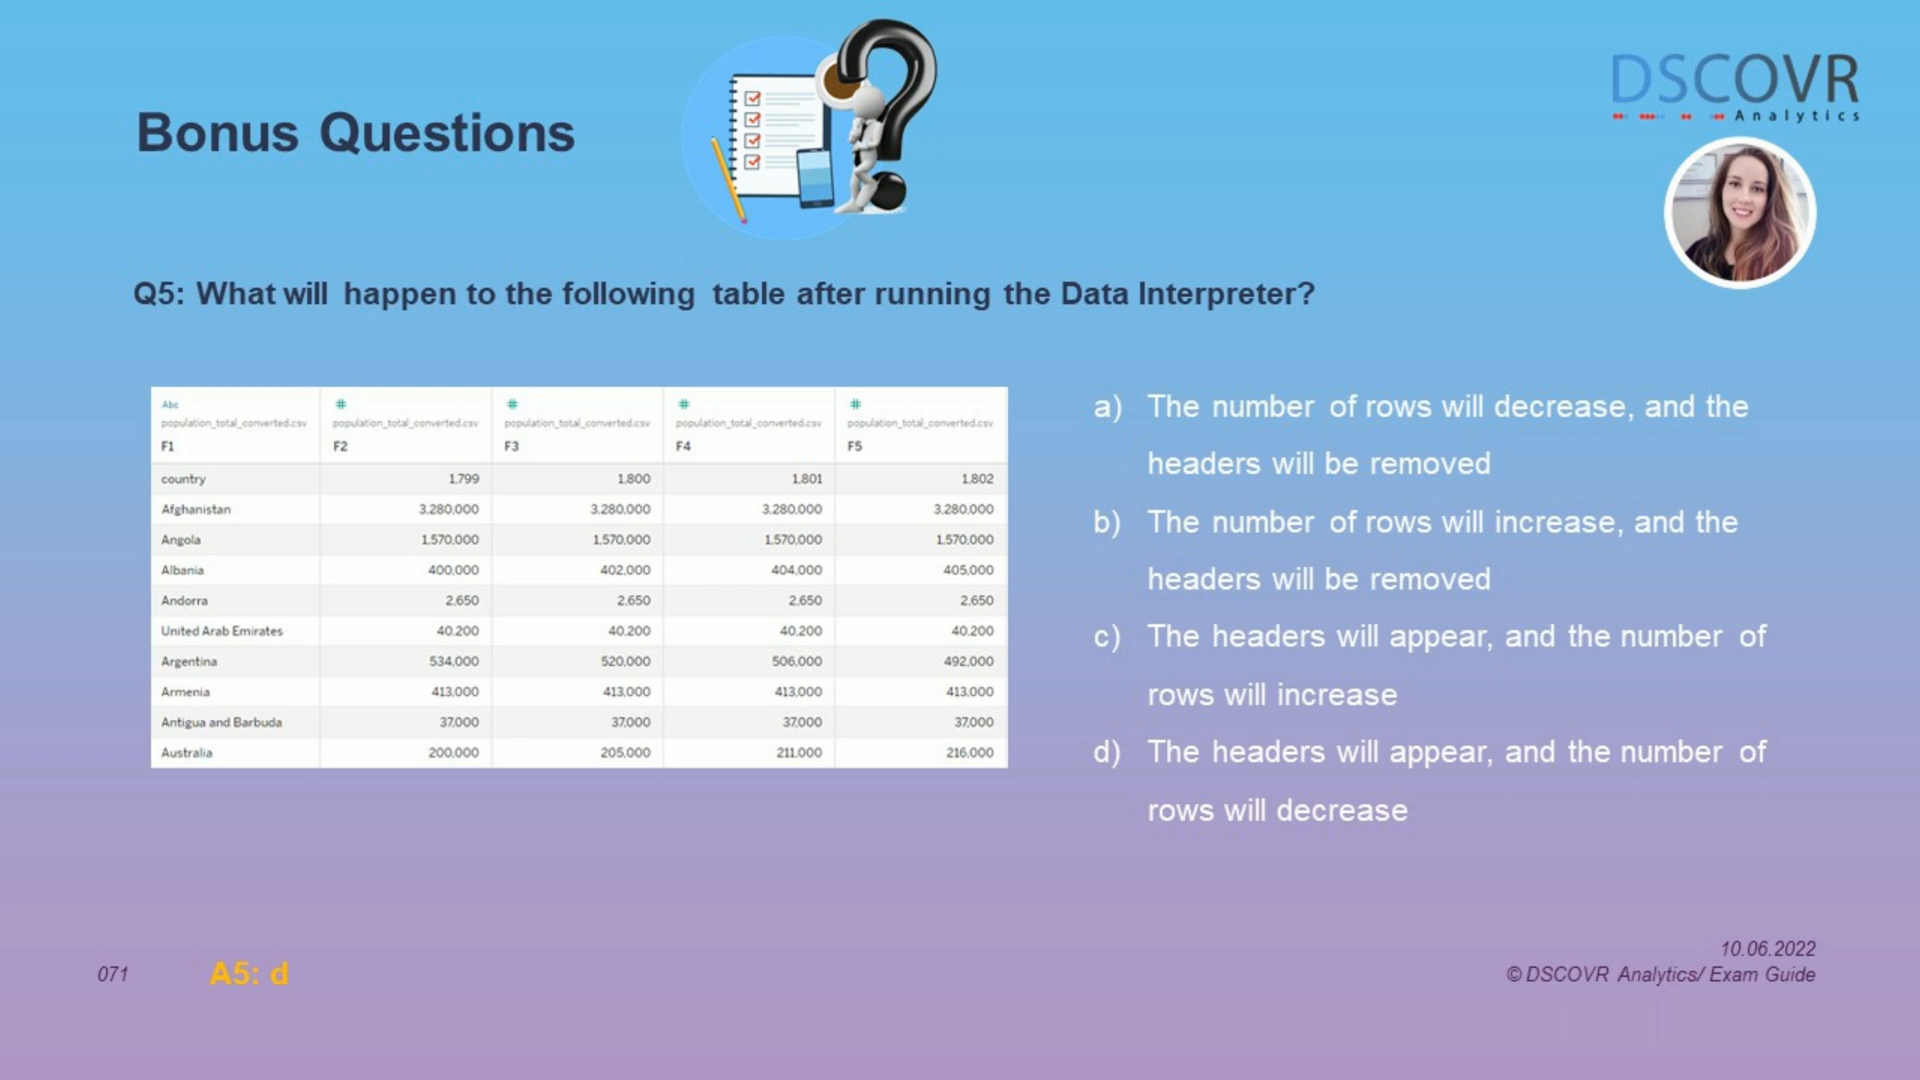 DSCOVR
Analytics
Bonus Questions
Q5: What will happen to the following table after running the Data Interpreter?
Abc # # # #
population_total_converted.csv population_total_converted.csv population_total_converted.csv population_total_converted.csv population_total_converted.csv
F1 F2 F3 F4 F5
country 1,799 1,800 1,801 1,802
Afghanistan 3,280,000 3,280,000 3,280,000 3,280,000
Angola 1,570,000 1,570,000 1,570,000 1,570,000
Albania 400,000 402,000 404,000 405,000
Andorra 2,650 2,650 2,650 2,650
United Arab Emirates 40,200 40,200 40,200 40,200
Argentina 534,000 520,000 506,000 492,000
Armenia 413,000 413,000 413,000 413,000
Antigua and Barbuda 37,000 37,000 37,000 37,000
Australia 200,000 205,000 211,000 216,000
a) The number of rows will decrease, and the
headers will be removed
b) The number of rows will increase, and the
headers will be removed
c) The headers will appear, and the number of
rows will increase
d) The headers will appear, and the number of
rows will decrease
071
A5: d
10.06.2022
© DSCOVR Analytics/ Exam Guide